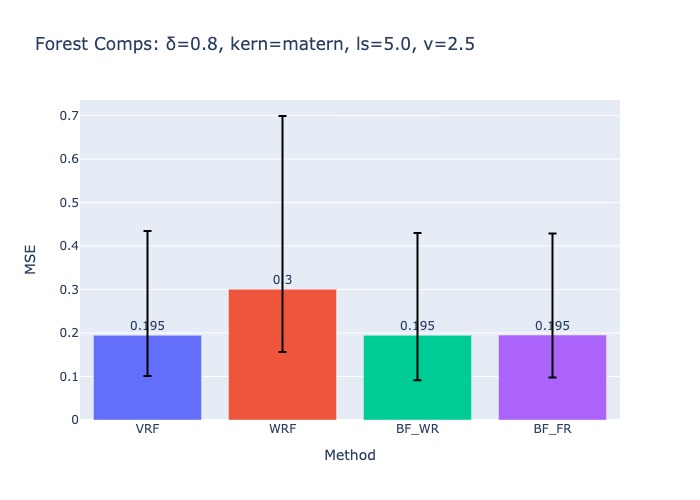 Forest Comps: δ=0.8, kern=matern, ls=5.0, v=2.5
MSE
0.7
0.6
0.5
0.4
0.3
0.2
0.1
0
0.195
0.3
0.195
0.195
VRF
WRF
BF_WR
BF_FR
Method